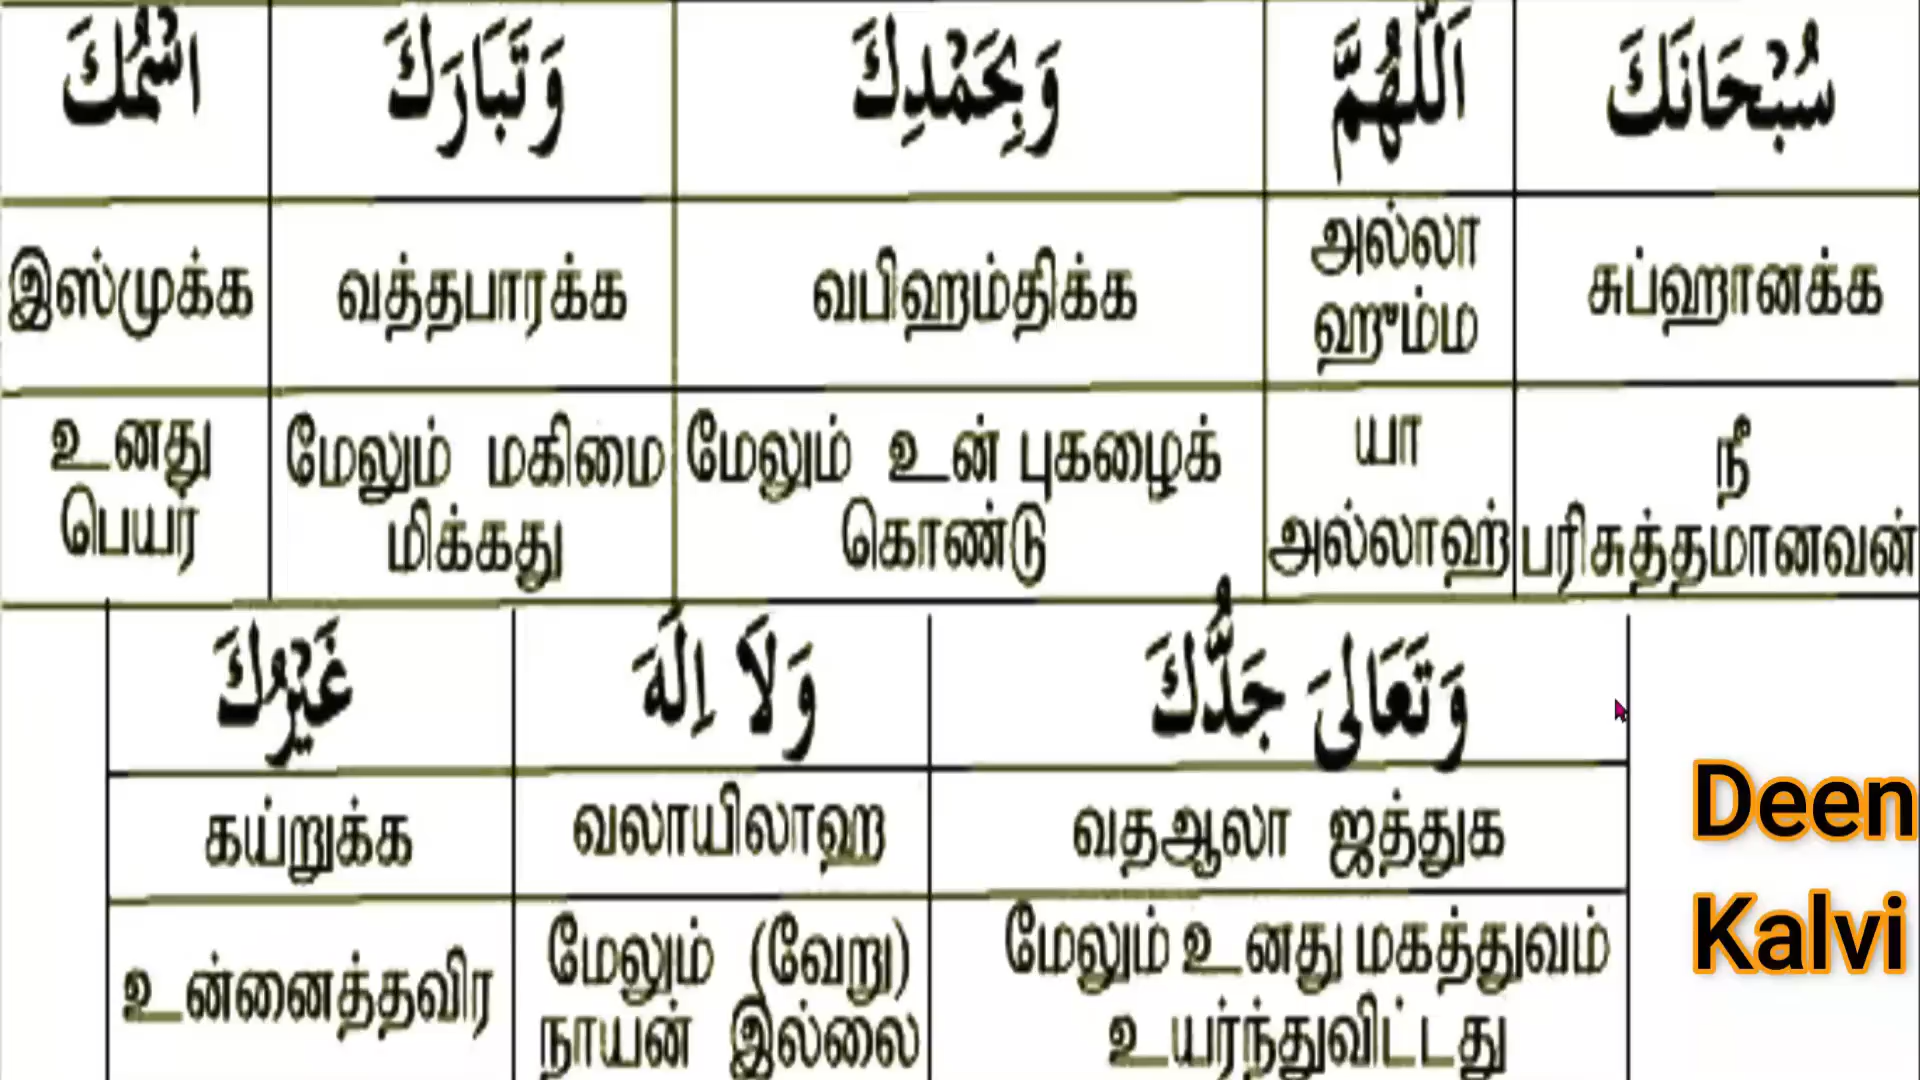 سُبْحَانَكَ اَللّٰهُمَّ وَبِحَمْدِكَ وَتَبَارَكَ اسْمُكَ
சுப்ஹானக்க அல்லா ஹும்ம வபிஹம்திக்க வத்தபாரக்க இஸ்முக்க
நீ பரிசுத்தமானவன் யா அல்லாஹ் மேலும் உன் புகழைக் கொண்டு மேலும் மகிமை மிக்கது உனது பெயர்
وَتَعَالىَ جَدُّكَ وَلَا اِلٰهَ غَيْرُكَ
வதஆலா ஜத்துக வலாயிலாஹ கய்றுக்க
மேலும் உனது மகத்துவம் உயர்ந்துவிட்டது மேலும் (வேறு) நாயன் இல்லை உன்னைத்தவிர
Deen
Kalvi